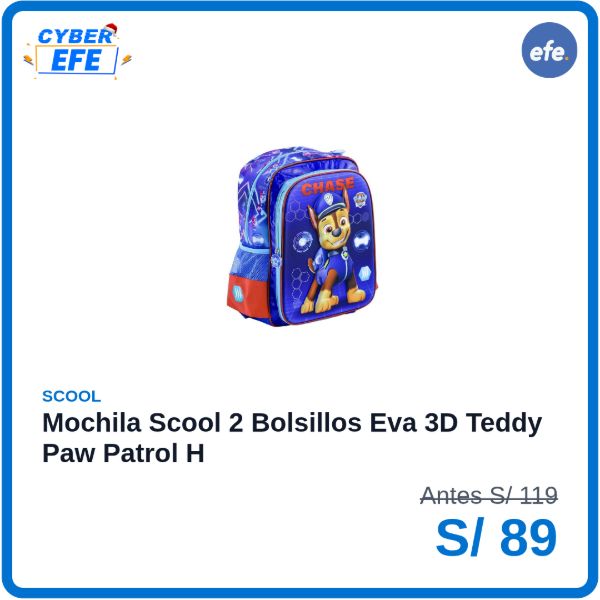 CYBER
EFE
efe.
CHASE
SCOOL
Mochila Scool 2 Bolsillos Eva 3D Teddy
Paw Patrol H
Antes S/ 119
S/ 89